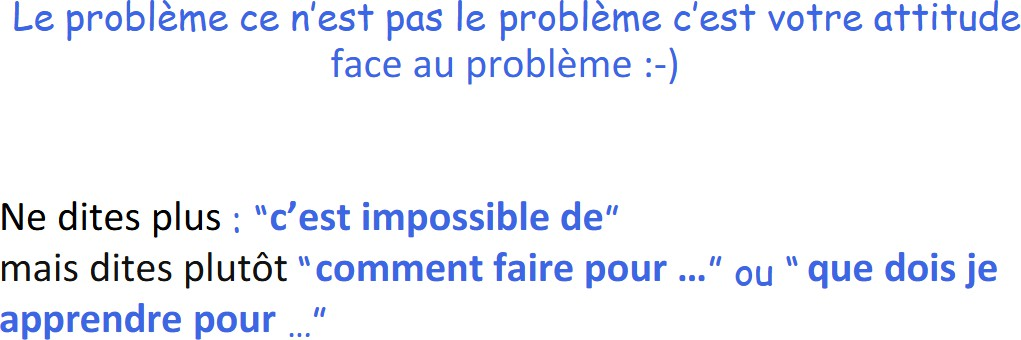 Le problème ce n’est pas le problème c’est votre attitude
face au problème :-)
Ne dites plus : “c’est impossible de”
mais dites plutôt “comment faire pour …” ou “ que dois je
apprendre pour …”